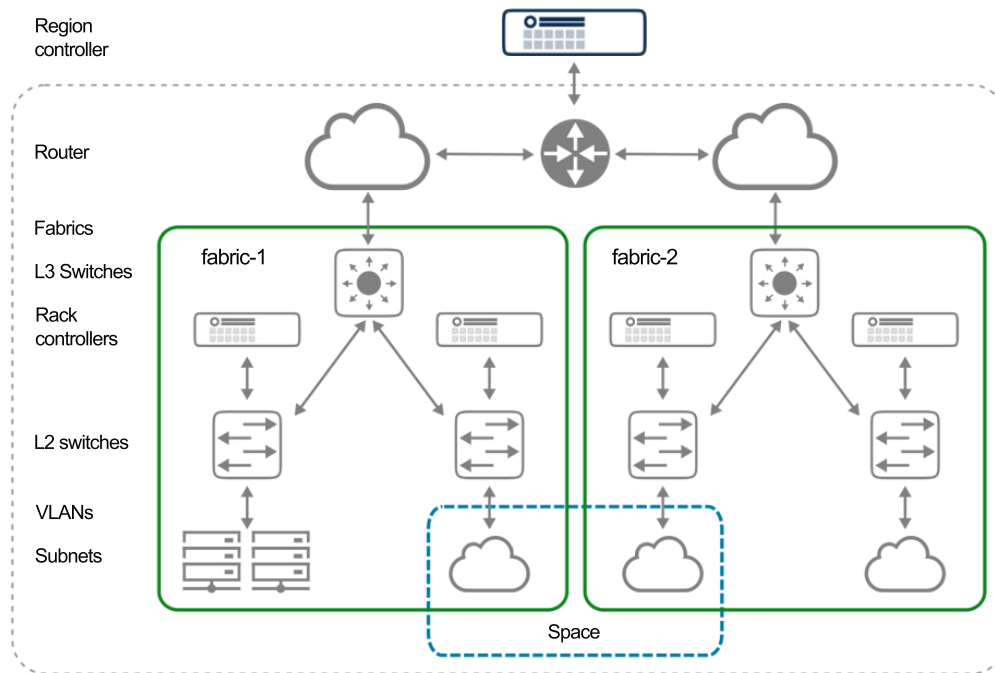 Region
controller
Router
Fabrics
fabric-1
fabric-2
L3 Switches
Rack
controllers
L2 switches
VLANs
Subnets
Space